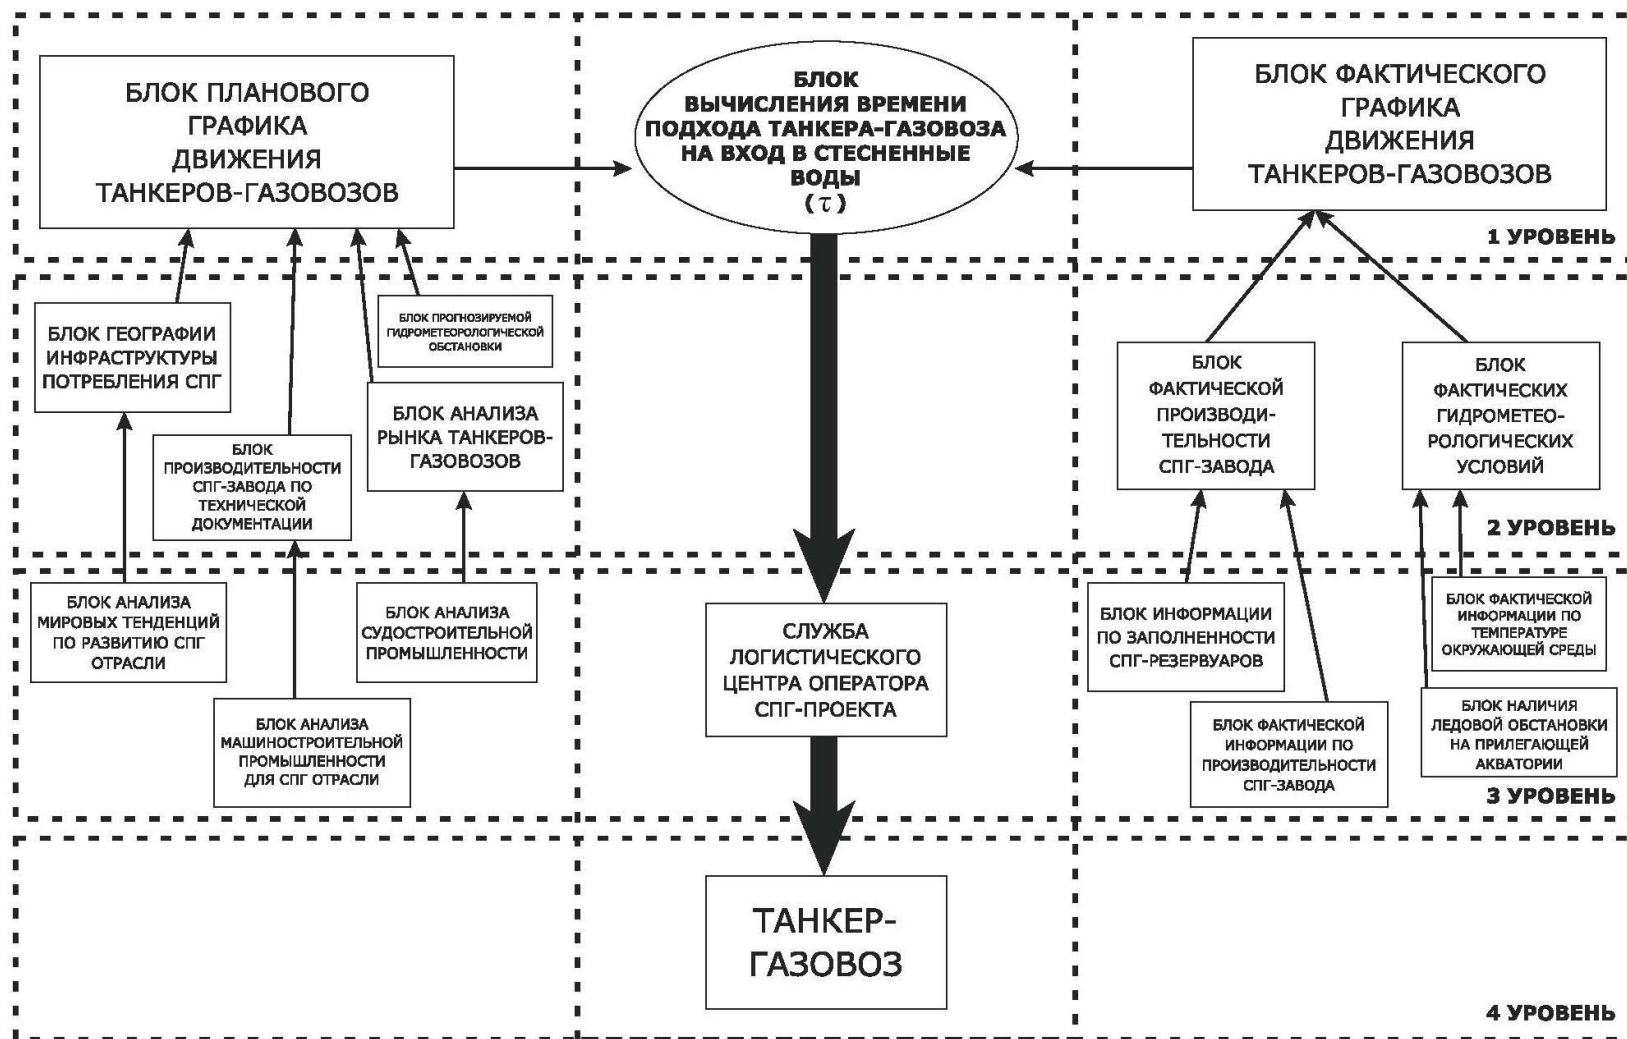 БЛОК ПЛАНОВОГО
ГРАФИКА
ДВИЖЕНИЯ
ТАНКЕРОВ-ГАЗОВОЗОВ
БЛОК
ВЫЧИСЛЕНИЯ ВРЕМЕНИ
ПОДХОДА ТАНКЕРА-ГАЗОВОЗА
НА ВХОД В СТЕСНЕННЫЕ
ВОДЫ
(τ)
БЛОК ФАКТИЧЕСКОГО
ГРАФИКА
ДВИЖЕНИЯ
ТАНКЕРОВ-ГАЗОВОЗОВ
1 УРОВЕНЬ
БЛОК ГЕОГРАФИИ
ИНФРАСТРУКТУРЫ
ПОТРЕБЛЕНИЯ СПГ
БЛОК ПРОГНОЗИРУЕМОЙ
ГИДРОМЕТЕОРОЛОГИЧЕСКОЙ
ОБСТАНОВКИ
БЛОК
ПРОИЗВОДИТЕЛЬНОСТИ
СПГ-ЗАВОДА ПО
ТЕХНИЧЕСКОЙ
ДОКУМЕНТАЦИИ
БЛОК АНАЛИЗА
РЫНКА ТАНКЕРОВ-
ГАЗОВОЗОВ
БЛОК
ФАКТИЧЕСКОЙ
ПРОИЗВОДИ-
ТЕЛЬНОСТИ
СПГ-ЗАВОДА
БЛОК
ФАКТИЧЕСКИХ
ГИДРОМЕТЕО-
РОЛОГИЧЕСКИХ
УСЛОВИЙ
2 УРОВЕНЬ
БЛОК АНАЛИЗА
МИРОВЫХ ТЕНДЕНЦИЙ
ПО РАЗВИТИЮ СПГ
ОТРАСЛИ
БЛОК АНАЛИЗА
СУДОСТРОИТЕЛЬНОЙ
ПРОМЫШЛЕННОСТИ
БЛОК АНАЛИЗА
МАШИНОСТРОИТЕЛЬНОЙ
ПРОМЫШЛЕННОСТИ
ДЛЯ СПГ ОТРАСЛИ
СЛУЖБА
ЛОГИСТИЧЕСКОГО
ЦЕНТРА ОПЕРАТОРА
СПГ-ПРОЕКТА
БЛОК ИНФОРМАЦИИ
ПО ЗАПОЛНЕННОСТИ
СПГ-РЕЗЕРВУАРОВ
БЛОК ФАКТИЧЕСКОЙ
ИНФОРМАЦИИ ПО
ТЕМПЕРАТУРЕ
ОКРУЖАЮЩЕЙ СРЕДЫ
БЛОК ФАКТИЧЕСКОЙ
ИНФОРМАЦИИ ПО
ПРОИЗВОДИТЕЛЬНОСТИ
СПГ-ЗАВОДА
БЛОК НАЛИЧИЯ
ЛЕДОВОЙ ОБСТАНОВКИ
НА ПРИЛЕГАЮЩЕЙ
АКВАТОРИИ
3 УРОВЕНЬ
ТАНКЕР-
ГАЗОВОЗ
4 УРОВЕНЬ